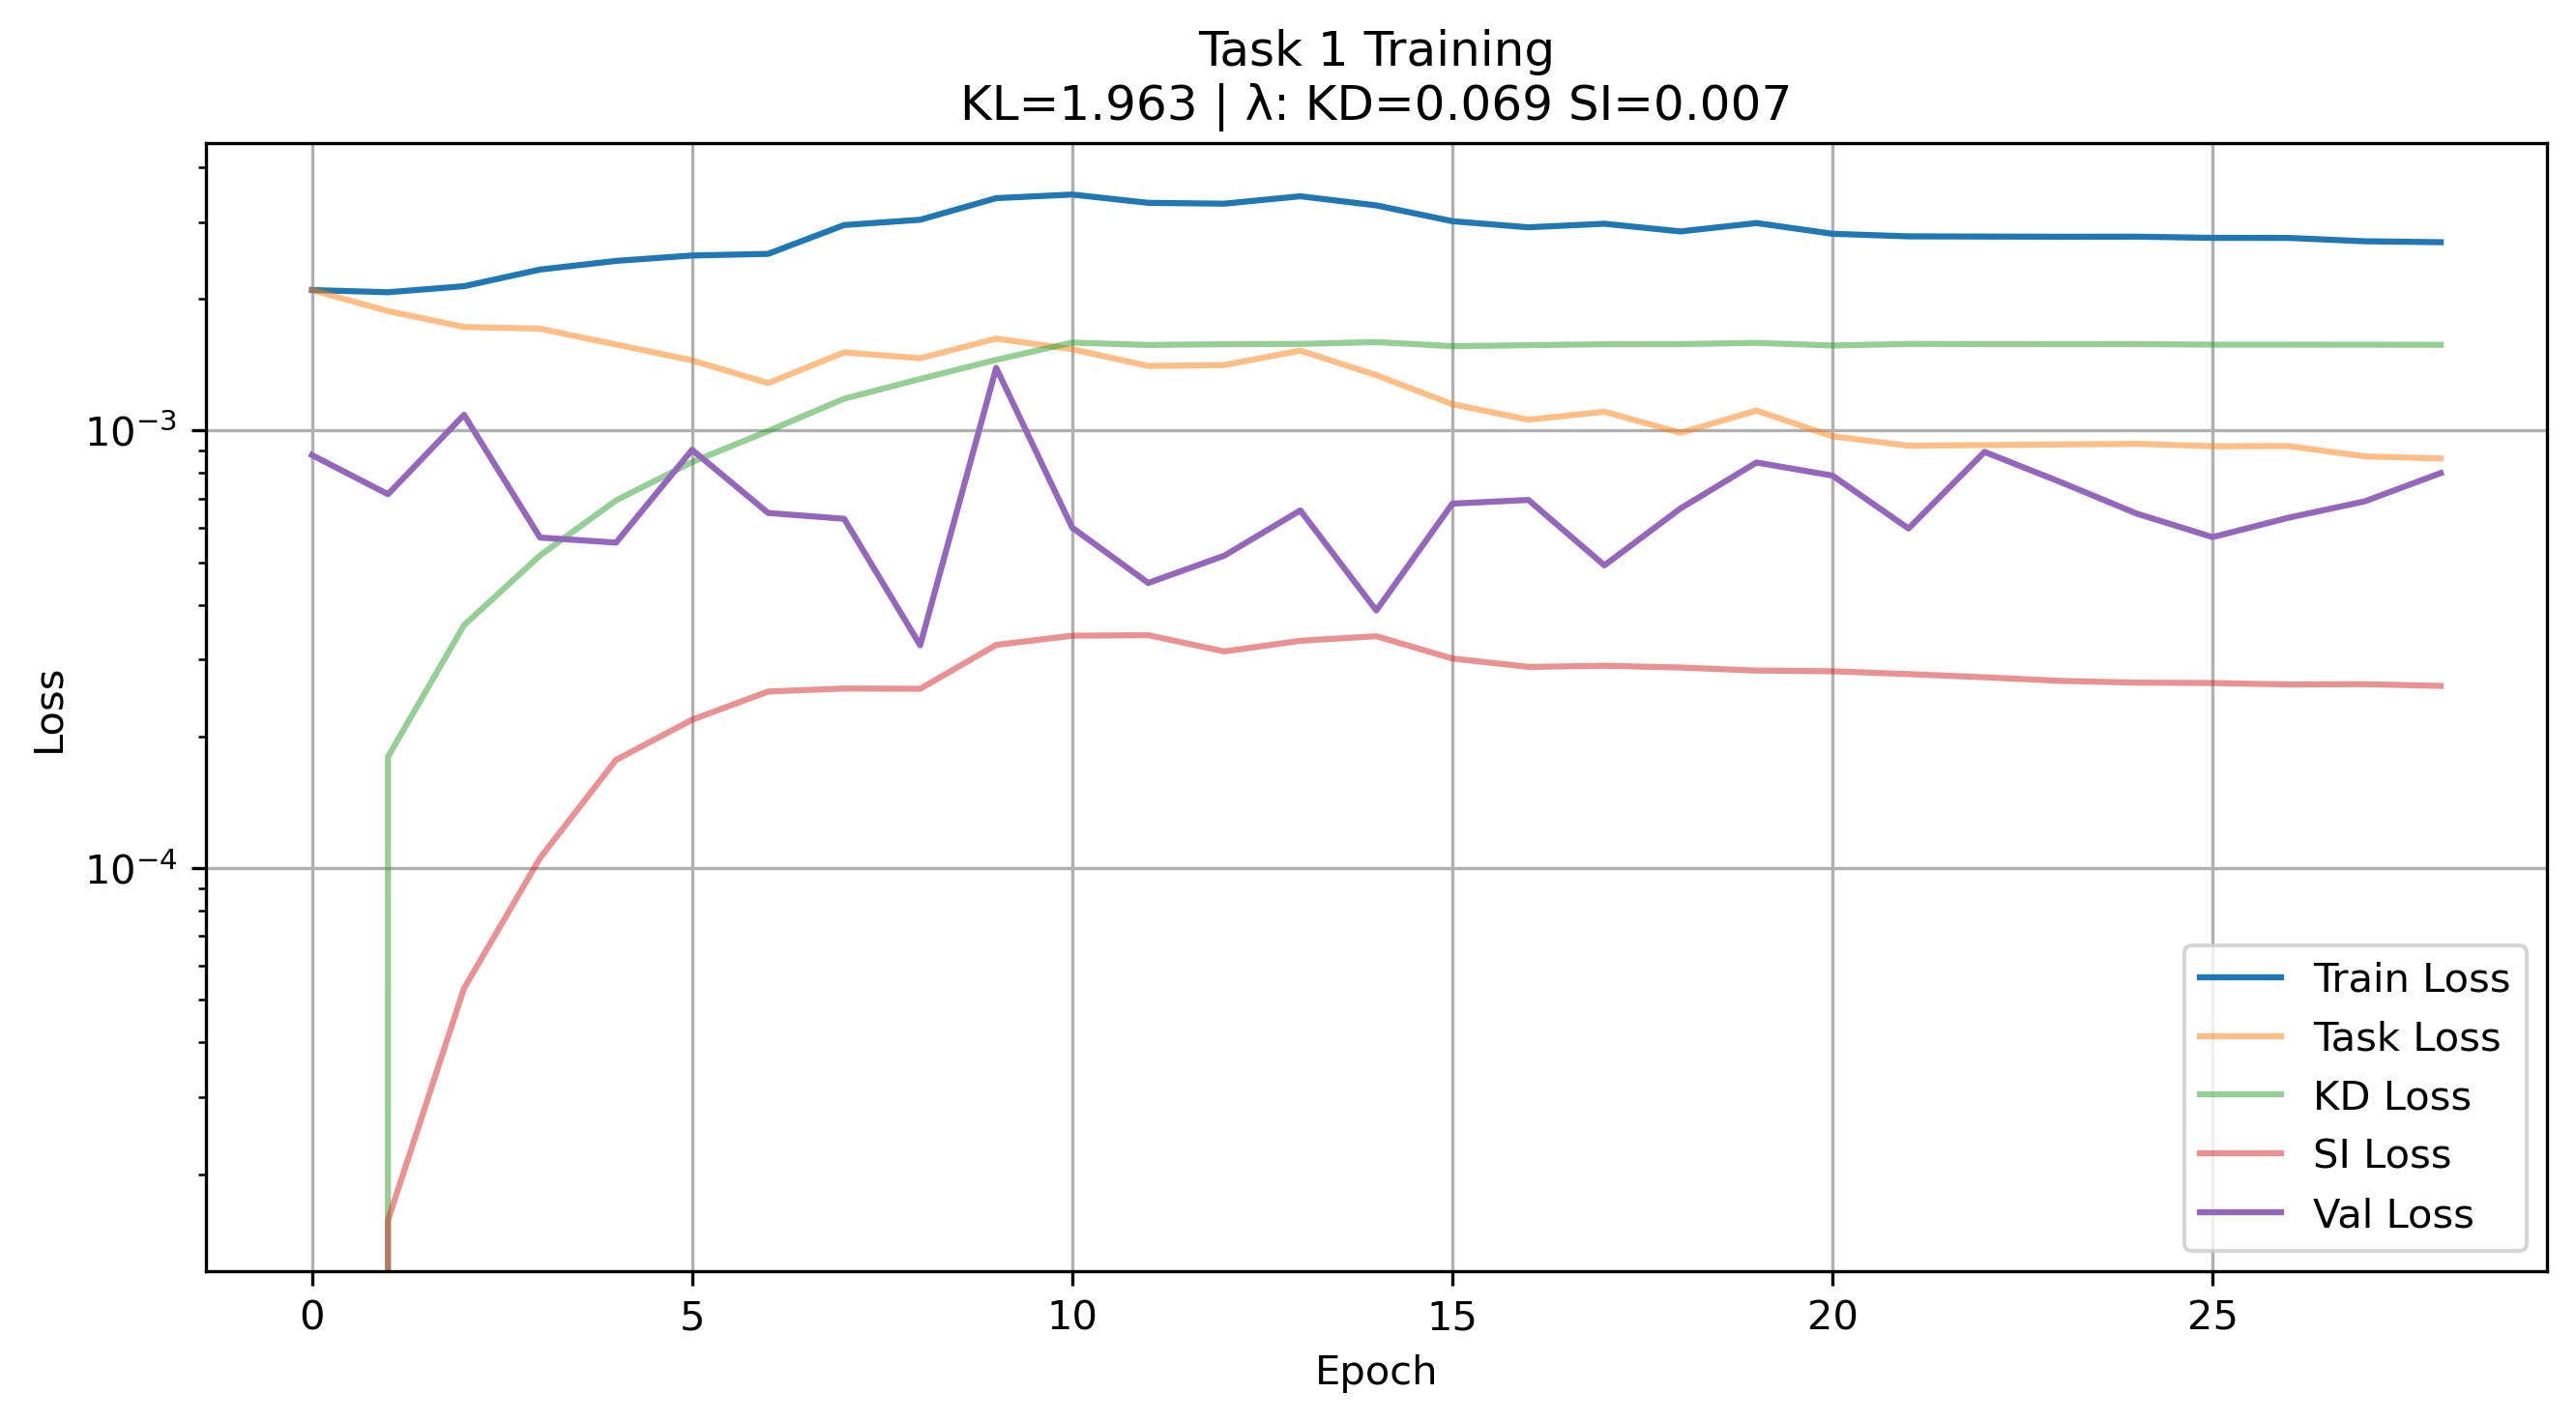 Task 1 Training
KL=1.963 | λ: KD=0.069 SI=0.007
Loss
10⁻³
10⁻⁴
0 5 10 15 20 25
Epoch
Train Loss
Task Loss
KD Loss
SI Loss
Val Loss